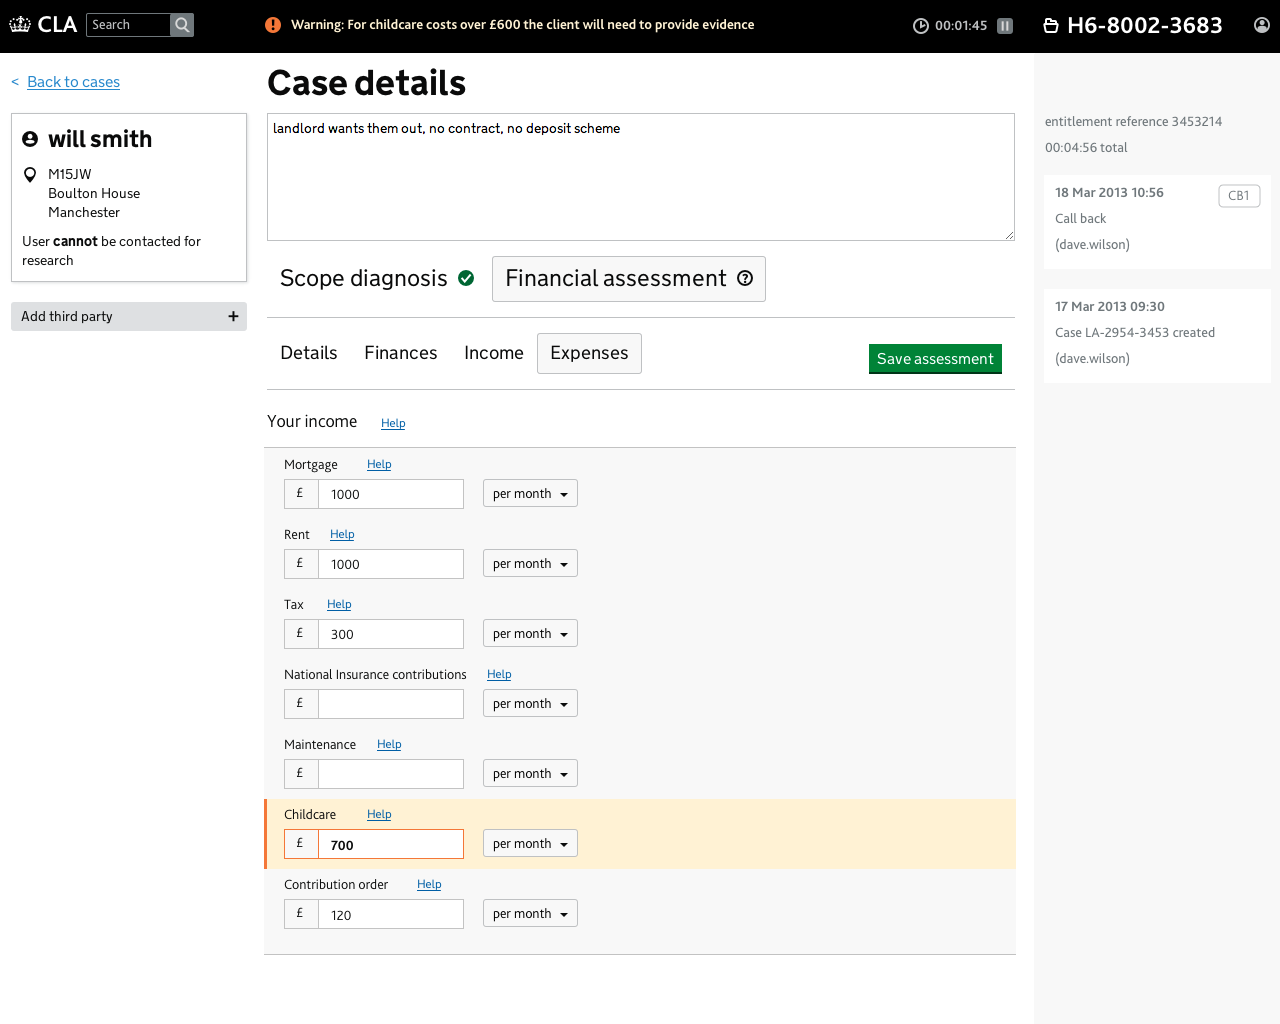 CLA
Search
Warning: For childcare costs over £600 the client will need to provide evidence
00:01:45
H6-8002-3683
< Back to cases
will smith
M15JW
Boulton House
Manchester
User cannot be contacted for
research
Add third party +
Case details
landlord wants them out, no contract, no deposit scheme
Scope diagnosis
Financial assessment ?
Details
Finances
Income
Expenses
Save assessment
Your income Help
Mortgage Help
£ 1000 per month
Rent Help
£ 1000 per month
Tax Help
£ 300 per month
National Insurance contributions Help
£ per month
Maintenance Help
£ per month
Childcare Help
£ 700 per month
Contribution order Help
£ 120 per month
entitlement reference 3453214
00:04:56 total
18 Mar 2013 10:56 CB1
Call back
(dave.wilson)
17 Mar 2013 09:30
Case LA-2954-3453 created
(dave.wilson)